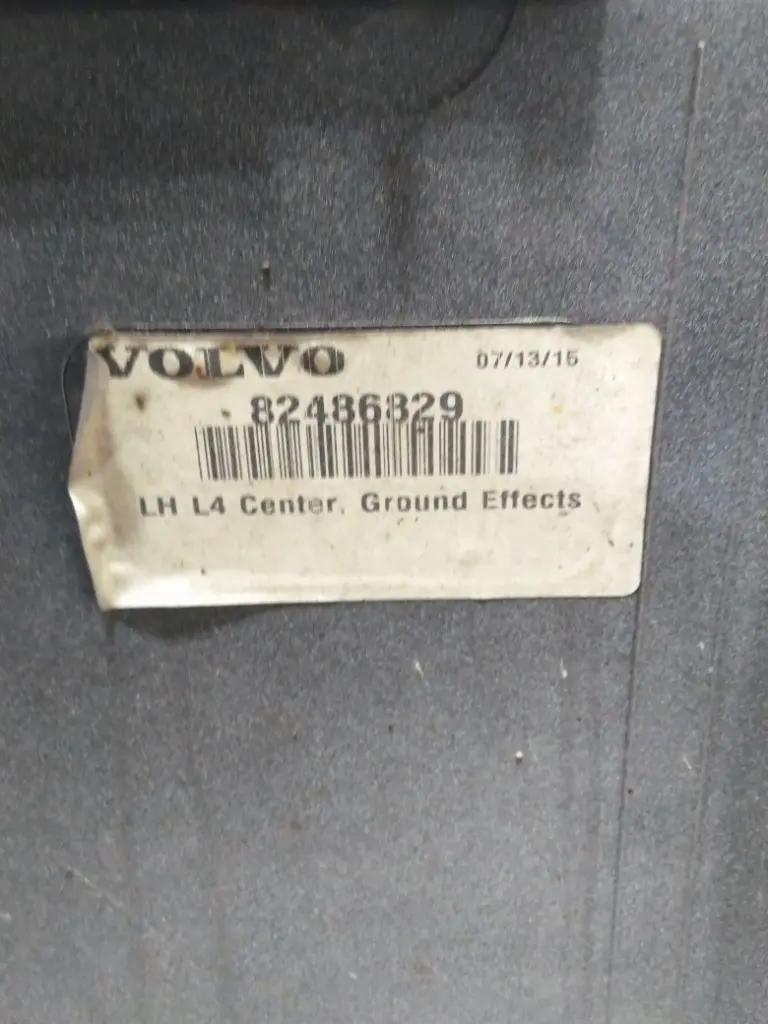 VOLVO 07/13/15
82486829
LH L4 Center, Ground Effects